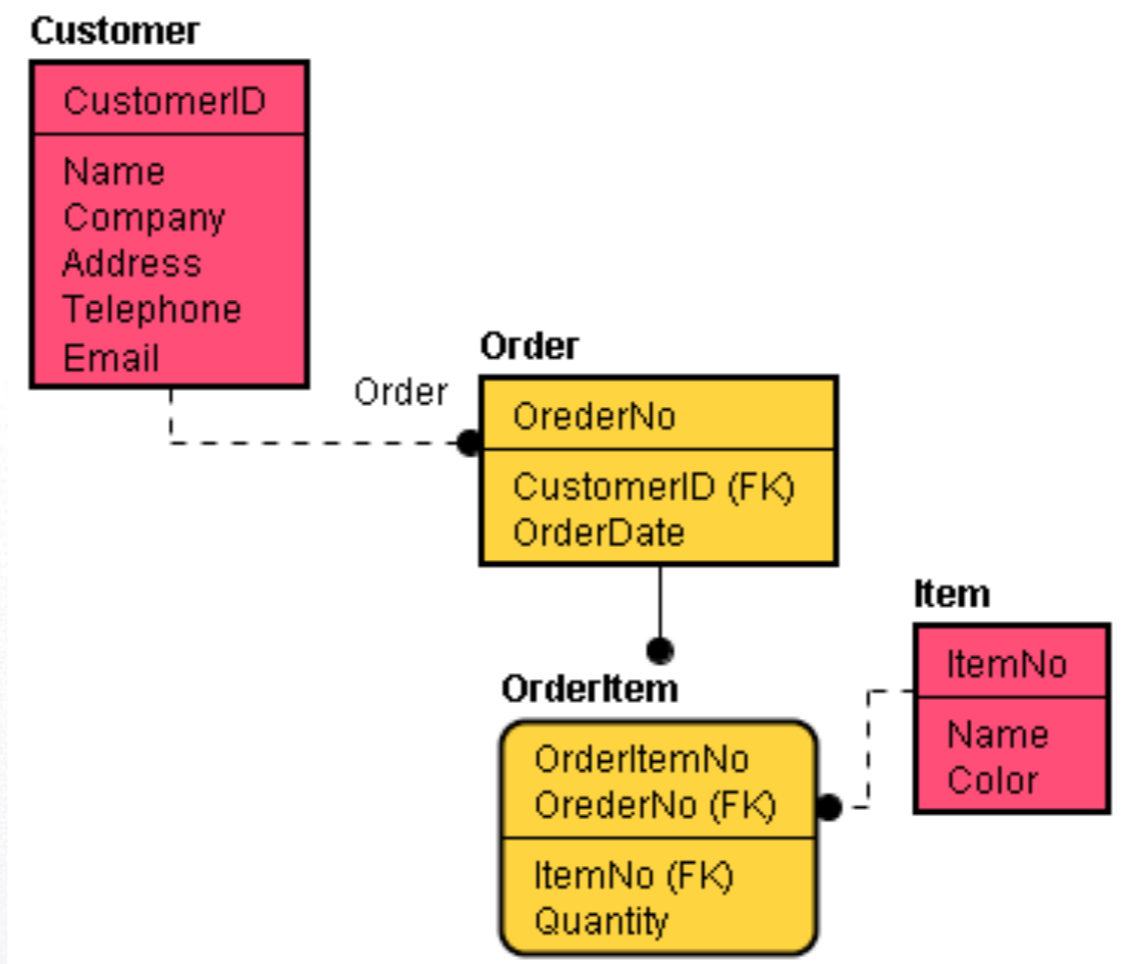 Customer
CustomerID
Name
Company
Address
Telephone
Email
Order
Order
OrederNo
CustomerID (FK)
OrderDate
Item
ItemNo
Name
Color
OrderItem
OrderItemNo
OrederNo (FK)
ItemNo (FK)
Quantity